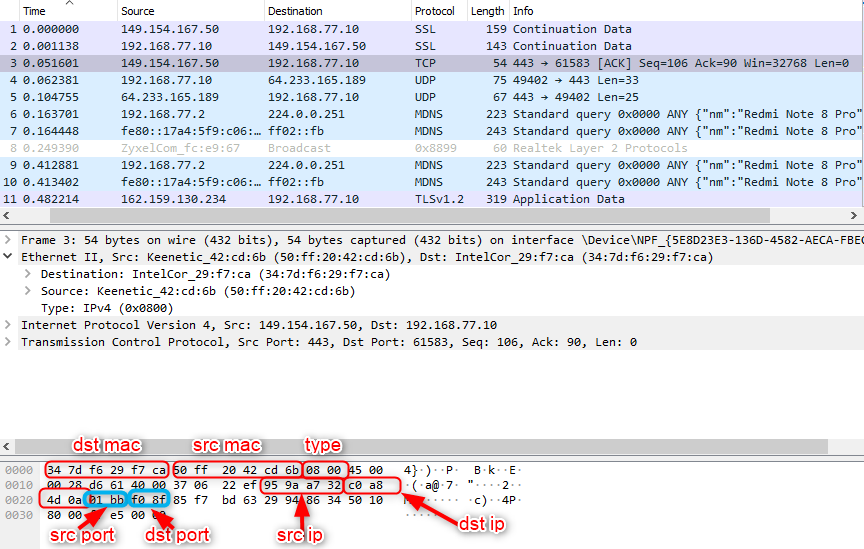 Time Source Destination Protocol Length Info
1 0.000000 149.154.167.50 192.168.77.10 SSL 159 Continuation Data
2 0.001138 192.168.77.10 149.154.167.50 SSL 143 Continuation Data
3 0.051601 149.154.167.50 192.168.77.10 TCP 54 443 → 61583 [ACK] Seq=106 Ack=90 Win=32768 Len=0
4 0.062381 192.168.77.10 64.233.165.189 UDP 75 49402 → 443 Len=33
5 0.104755 64.233.165.189 192.168.77.10 UDP 67 443 → 49402 Len=25
6 0.163701 192.168.77.2 224.0.0.251 MDNS 223 Standard query 0x0000 ANY {"nm":"Redmi Note 8 Pro"
7 0.164448 fe80::17a4:5f9:c06:… ff02::fb MDNS 243 Standard query 0x0000 ANY {"nm":"Redmi Note 8 Pro"
8 0.249390 ZyxelCom_fc:e9:67 Broadcast 0x8899 60 Realtek Layer 2 Protocols
9 0.412881 192.168.77.2 224.0.0.251 MDNS 223 Standard query 0x0000 ANY {"nm":"Redmi Note 8 Pro"
10 0.413402 fe80::17a4:5f9:c06:… ff02::fb MDNS 243 Standard query 0x0000 ANY {"nm":"Redmi Note 8 Pro"
11 0.482214 162.159.130.234 192.168.77.10 TLSv1.2 319 Application Data
Frame 3: 54 bytes on wire (432 bits), 54 bytes captured (432 bits) on interface \Device\NPF_{5E8D23E3-136D-4582-AECA-FBEC
Ethernet II, Src: Keenetic_42:cd:6b (50:ff:20:42:cd:6b), Dst: IntelCor_29:f7:ca (34:7d:f6:29:f7:ca)
Destination: IntelCor_29:f7:ca (34:7d:f6:29:f7:ca)
Source: Keenetic_42:cd:6b (50:ff:20:42:cd:6b)
Type: IPv4 (0x0800)
Internet Protocol Version 4, Src: 149.154.167.50, Dst: 192.168.77.10
Transmission Control Protocol, Src Port: 443, Dst Port: 61583, Seq: 106, Ack: 90, Len: 0
dst mac src mac type
0000 34 7d f6 29 f7 ca 50 ff 20 42 cd 6b 08 00 45 00 4}·)··P· B·k··E·
0010 00 28 d6 61 40 00 37 06 22 ef 95 9a a7 32 c0 a8 ·(·a@·7· "····2··
0020 4d 0a 01 bb f0 8f 85 f7 bd 63 29 94 86 34 50 10
0030 80 00 e5 00 00
src port dst port src ip dst ip